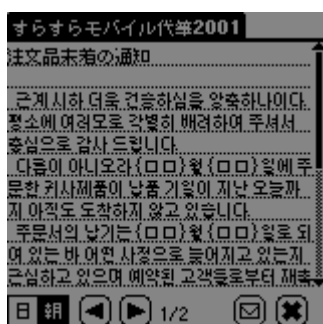 すらすらモバイル代筆2001
注文品未着の通知
근계시하 더욱 건승하심을 앙축하나이다.
평소에 여러모로 각별히 배려하여 주셔서
충심으로 감사 드립니다.
다름이 아니오라 {□□}월{□□}일에 주
문한 귀사제품이 납품 기일이 지난 오늘까
지 아직도 도착하지 않고 있습니다.
주문서의 납기는 {□□}월{□□}일로 되
여 있는 바 어떤 사정으로 늦어지고 있는지
근심하고 있으며 예약된 고객들로부터 재촉
日 朝 1/2